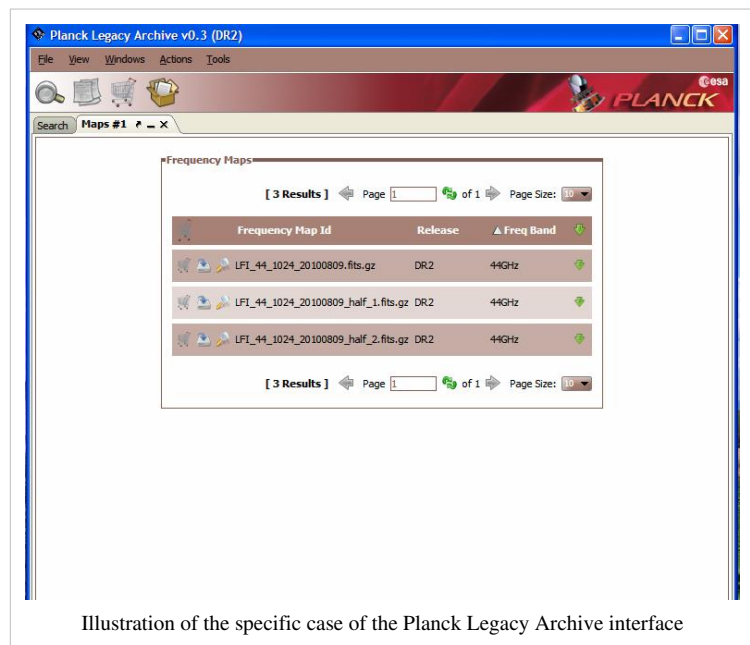 Planck Legacy Archive v0.3 (DR2)
File View Windows Actions Tools
esa
PLANCK
Search Maps #1
Frequency Maps
[ 3 Results ] Page 1 of 1 Page Size: 10
Frequency Map Id Release Freq Band
LFI_44_1024_20100809.fits.gz DR2 44GHz
LFI_44_1024_20100809_half_1.fits.gz DR2 44GHz
LFI_44_1024_20100809_half_2.fits.gz DR2 44GHz
[ 3 Results ] Page 1 of 1 Page Size: 10
Illustration of the specific case of the Planck Legacy Archive interface